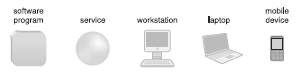 software program
service
workstation
laptop
mobile device